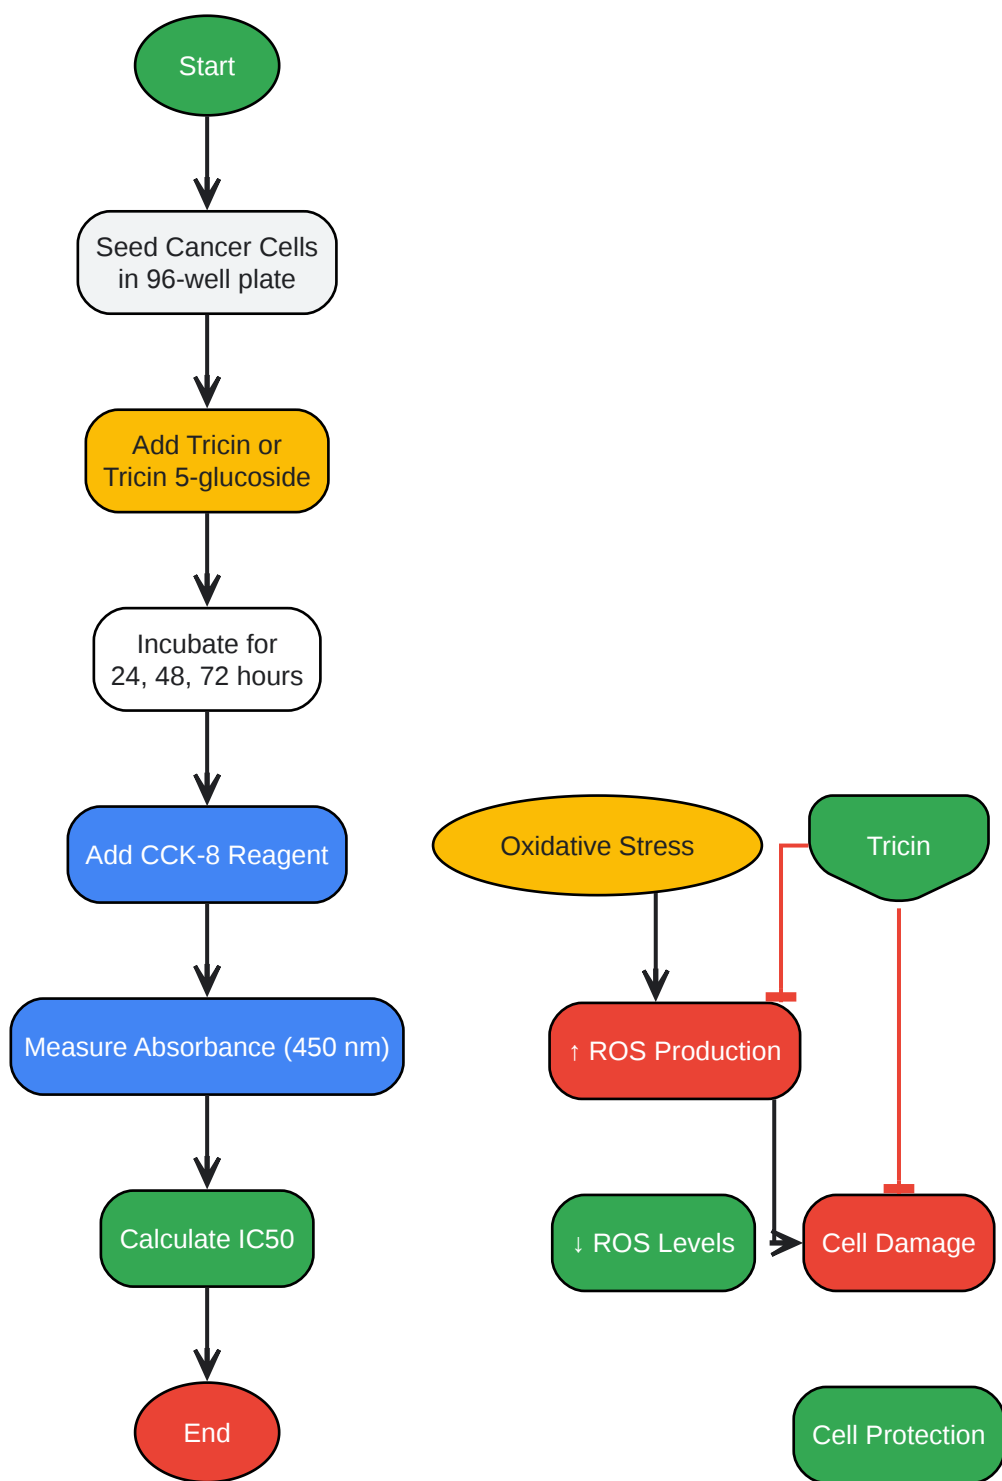 Start
Seed Cancer Cells
in 96-well plate
Add Tricin or
Tricin 5-glucoside
Incubate for
24, 48, 72 hours
Add CCK-8 Reagent
Measure Absorbance (450 nm)
Calculate IC50
End
Oxidative Stress
Tricin
↑ ROS Production
↓ ROS Levels
Cell Damage
Cell Protection